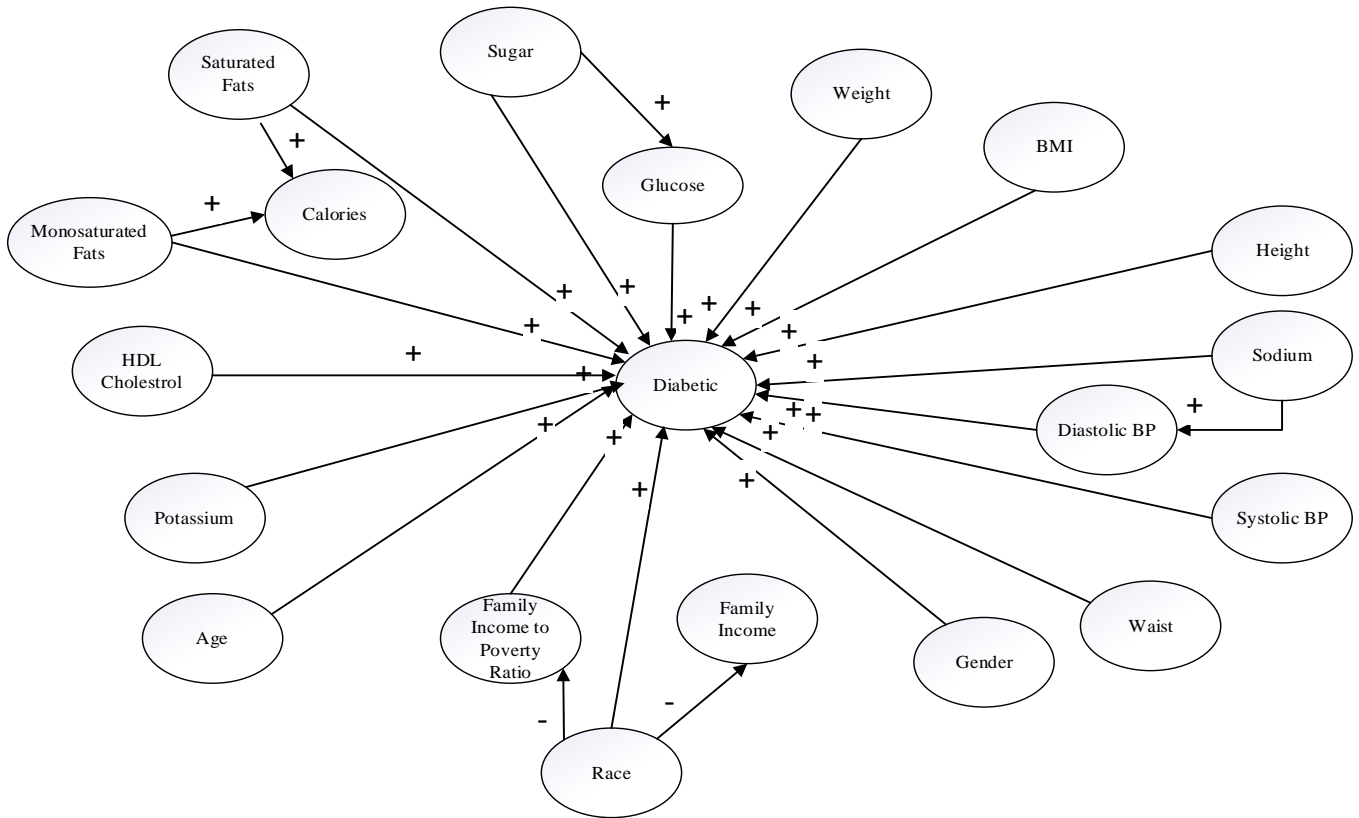 Saturated
Fats
Sugar
Weight
BMI
+
+
Glucose
Calories
+
Monosaturated
Fats
Height
+
+
+
+
+
+
+
+
HDL
Cholestrol
+
+
+
Diabetic
Sodium
+
Diastolic BP
+
+
+
+
+
+
+
Potassium
Systolic BP
Age
Family
Income to
Poverty
Ratio
Family
Income
Gender
Waist
-
-
Race